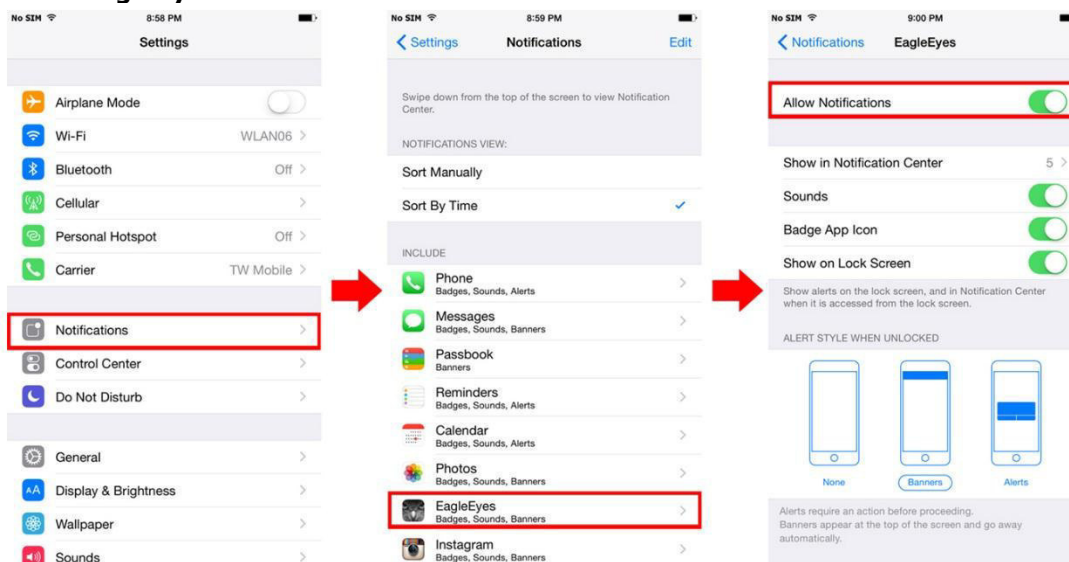 No SIM 8:58 PM
Settings
Airplane Mode
Wi-Fi WLAN06
Bluetooth Off
Cellular
Personal Hotspot Off
Carrier TW Mobile
Notifications
Control Center
Do Not Disturb
General
AA Display & Brightness
Wallpaper
Sounds
No SIM 8:59 PM
Settings Notifications Edit
Swipe down from the top of the screen to view Notification
Center.
NOTIFICATIONS VIEW:
Sort Manually
Sort By Time
INCLUDE
Phone
Badges, Sounds, Alerts
Messages
Badges, Sounds, Banners
Passbook
Banners
Reminders
Badges, Sounds, Alerts
Calendar
Badges, Sounds, Alerts
Photos
Badges, Sounds, Banners
EagleEyes
Badges, Sounds, Banners
Instagram
Badges, Sounds, Banners
No SIM 9:00 PM
Notifications EagleEyes
Allow Notifications
Show in Notification Center 5
Sounds
Badge App Icon
Show on Lock Screen
Show alerts on the lock screen, and in Notification Center
when it is accessed from the lock screen.
ALERT STYLE WHEN UNLOCKED
None Banners Alerts
Alerts require an action before proceeding.
Banners appear at the top of the screen and go away
automatically.